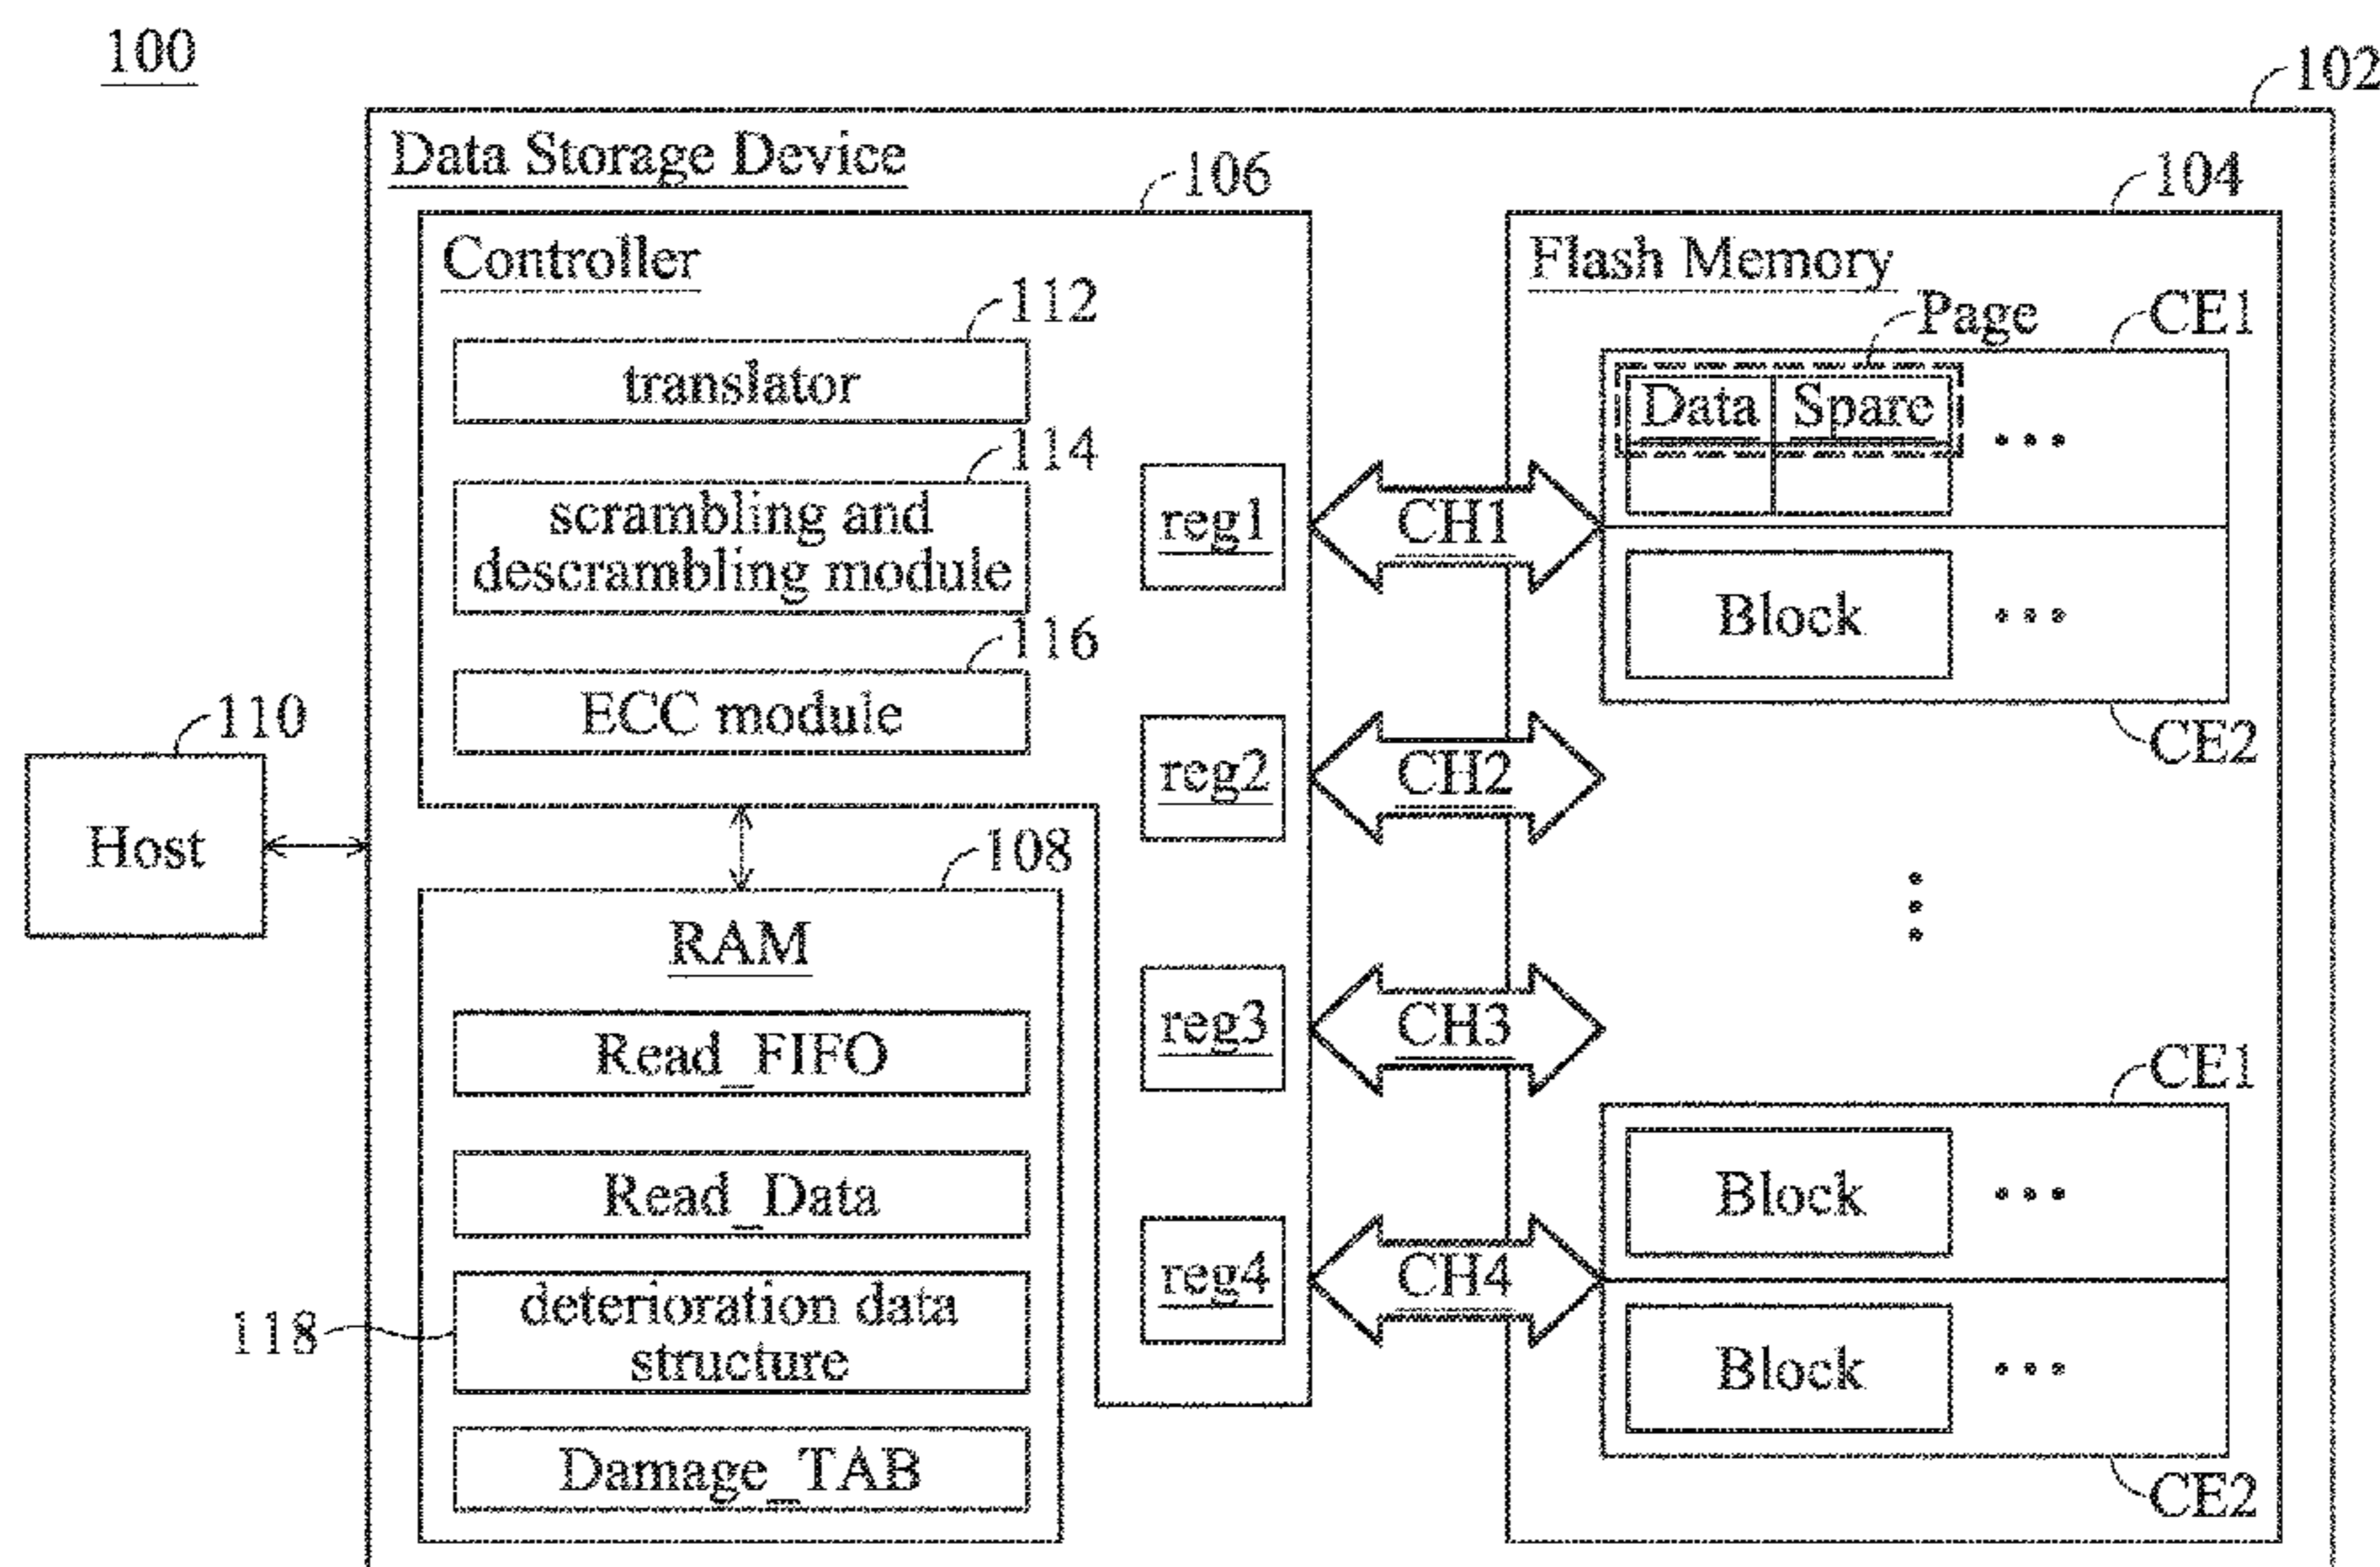 100
102
Data Storage Device
106
104
Controller
Flash Memory
112
translator
114
scrambling and
descrambling module
116
ECC module
Page
CE1
Data Spare
...
Block ...
CE2
reg1
CH1
reg2
CH2
reg3
CH3
reg4
CH4
110
Host
108
RAM
Read_FIFO
Read_Data
118
deterioration data
structure
Damage_TAB
CE1
Block ...
Block ...
CE2